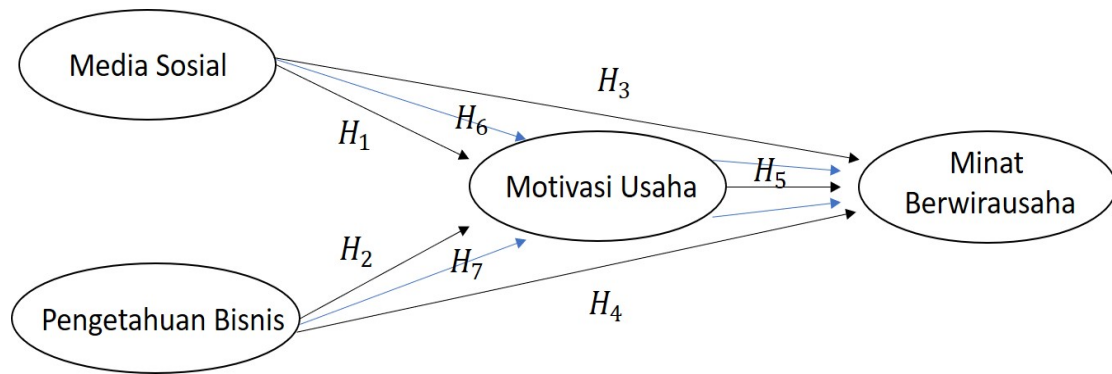 Media Sosial
H₃
H₆
H₁
Motivasi Usaha
H₅
Minat
Berwirausaha
H₂
H₇
H₄
Pengetahuan Bisnis